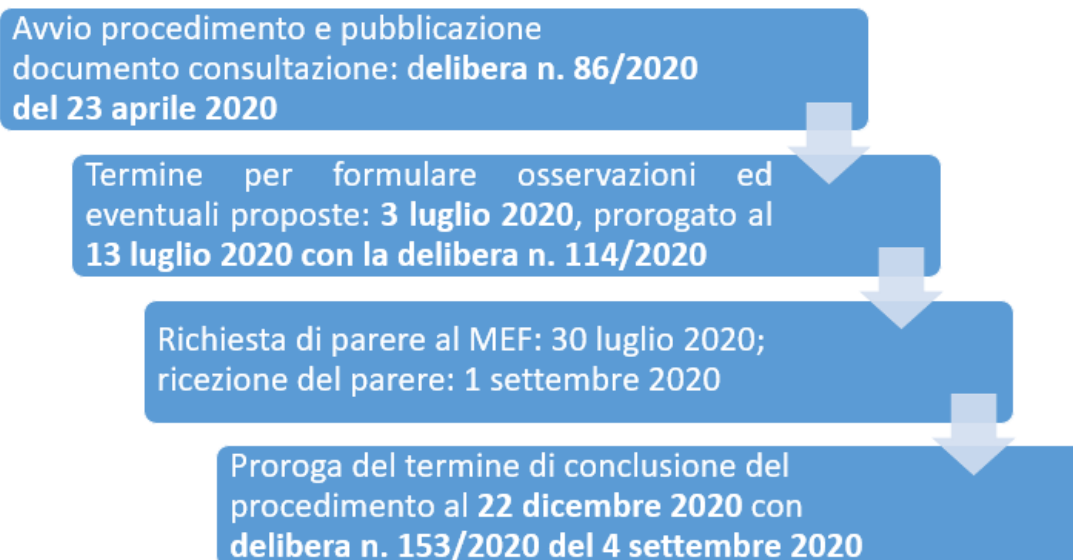 Avvio procedimento e pubblicazione
documento consultazione: delibera n. 86/2020
del 23 aprile 2020
Termine per formulare osservazioni ed
eventuali proposte: 3 luglio 2020, prorogato al
13 luglio 2020 con la delibera n. 114/2020
Richiesta di parere al MEF: 30 luglio 2020;
ricezione del parere: 1 settembre 2020
Proroga del termine di conclusione del
procedimento al 22 dicembre 2020 con
delibera n. 153/2020 del 4 settembre 2020